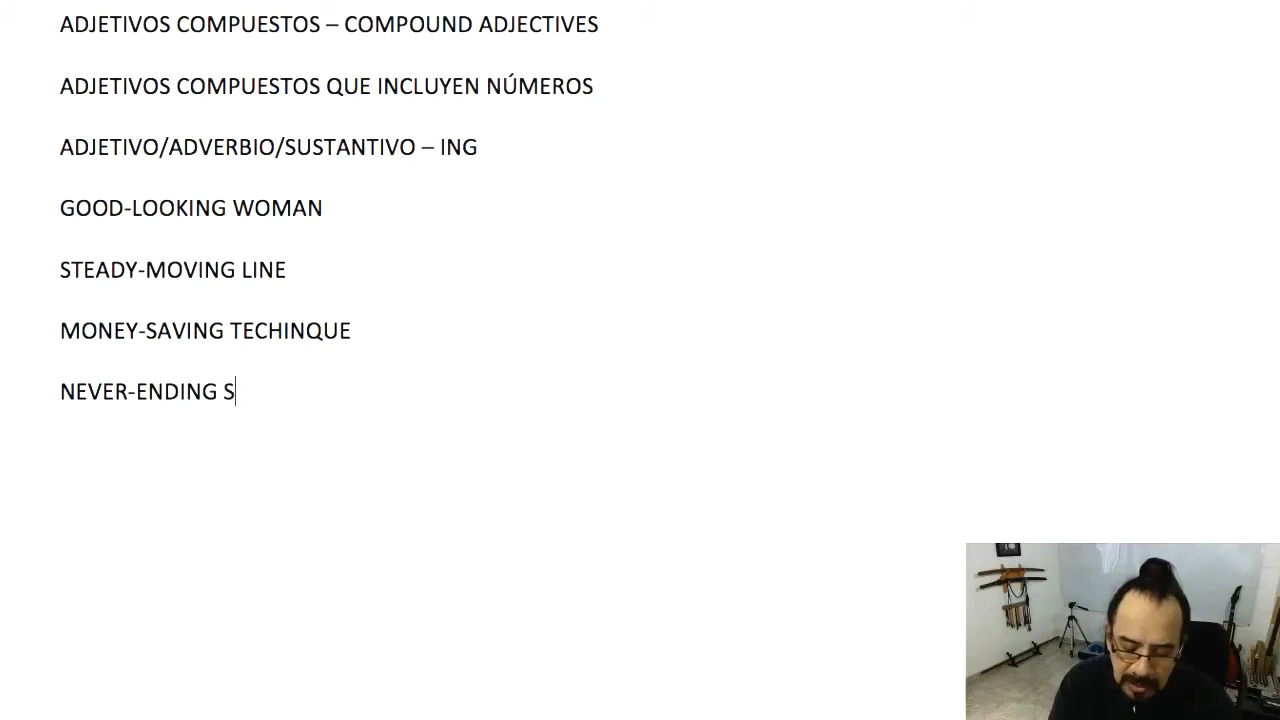 ADJETIVOS COMPUESTOS – COMPOUND ADJECTIVES
ADJETIVOS COMPUESTOS QUE INCLUYEN NÚMEROS
ADJETIVO/ADVERBIO/SUSTANTIVO – ING
GOOD-LOOKING WOMAN
STEADY-MOVING LINE
MONEY-SAVING TECHINQUE
NEVER-ENDING S